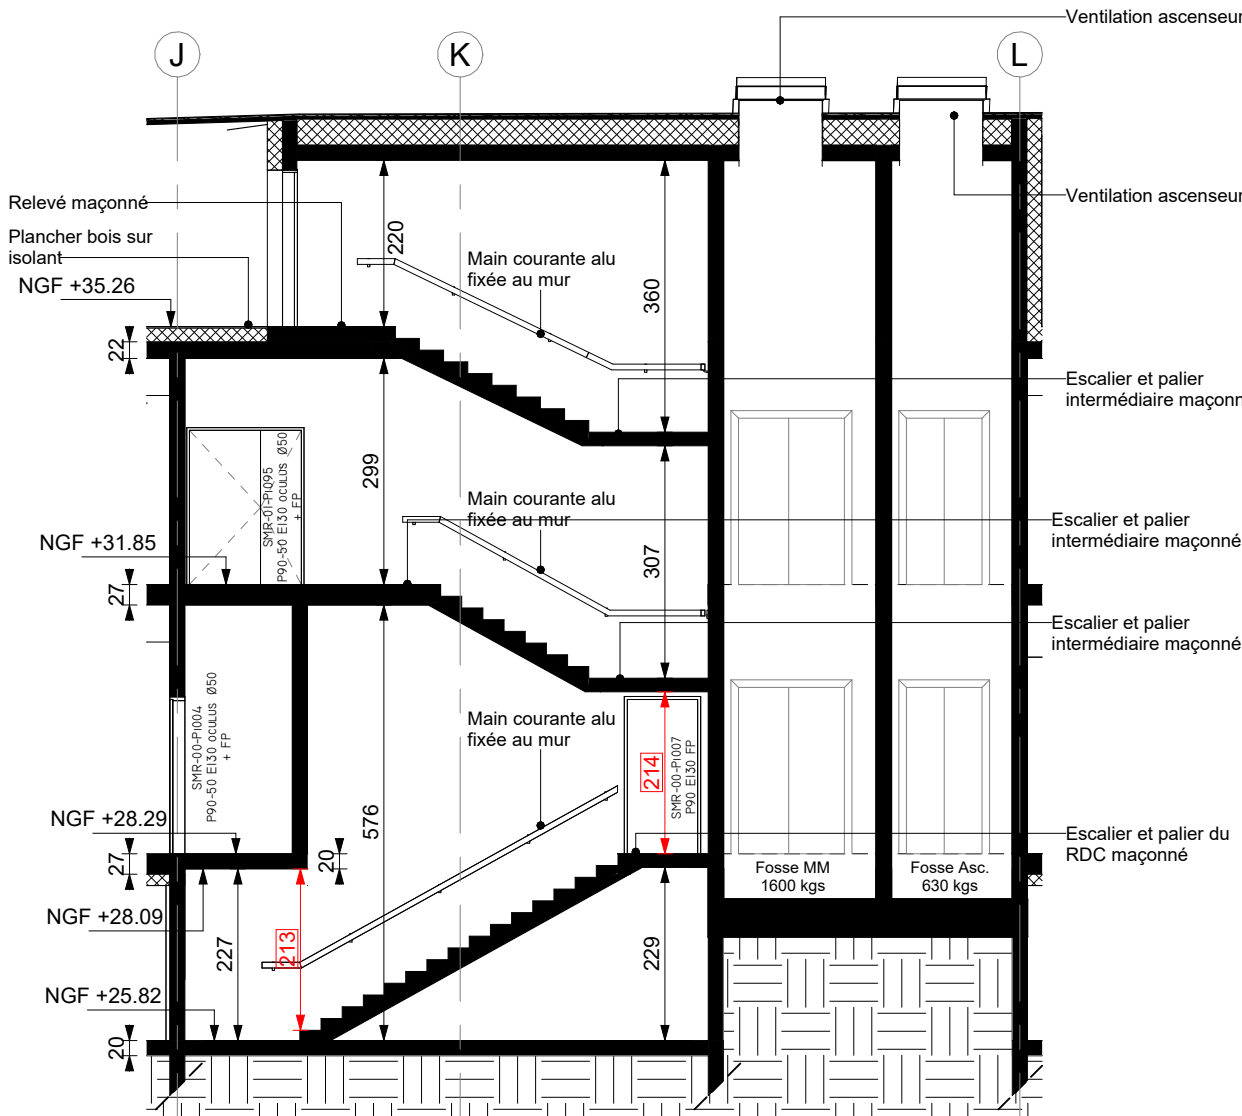 Ventilation ascenseur
J
K
L
Ventilation ascenseur
Relevé maçonné
Plancher bois sur
isolant
NGF +35.26
220
Main courante alu
fixée au mur
360
22
Escalier et palier
intermédiaire maçonn
299
SMR-01-PI095
P90-50 EI30 oculus Ø50
+ FP
Main courante alu
fixée au mur
Escalier et palier
intermédiaire maçonné
NGF +31.85
307
27
Escalier et palier
intermédiaire maçonné
SMR-00-PI004
P90-50 EI30 oculus Ø50
+ FP
Main courante alu
fixée au mur
214
SMR-00-PI007
P90 EI30 FP
576
NGF +28.29
Escalier et palier du
RDC maçonné
27
20
Fosse MM
1600 kgs
Fosse Asc.
630 kgs
NGF +28.09
227
213
229
NGF +25.82
20